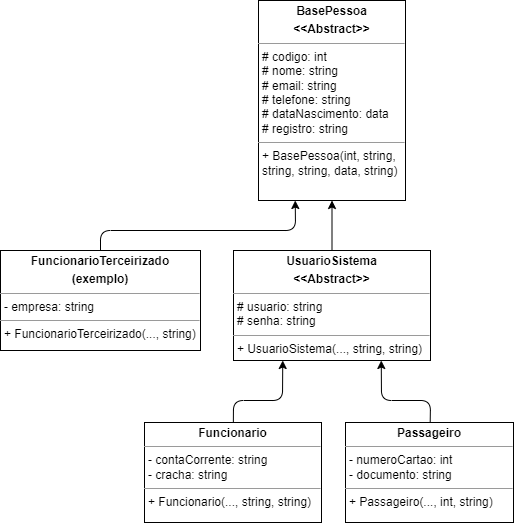 BasePessoa
<<Abstract>>
# codigo: int
# nome: string
# email: string
# telefone: string
# dataNascimento: data
# registro: string
+ BasePessoa(int, string,
string, string, data, string)
FuncionarioTerceirizado
(exemplo)
- empresa: string
+ FuncionarioTerceirizado(..., string)
UsuarioSistema
<<Abstract>>
# usuario: string
# senha: string
+ UsuarioSistema(..., string, string)
Funcionario
- contaCorrente: string
- cracha: string
+ Funcionario(..., string, string)
Passageiro
- numeroCartao: int
- documento: string
+ Passageiro(..., int, string)